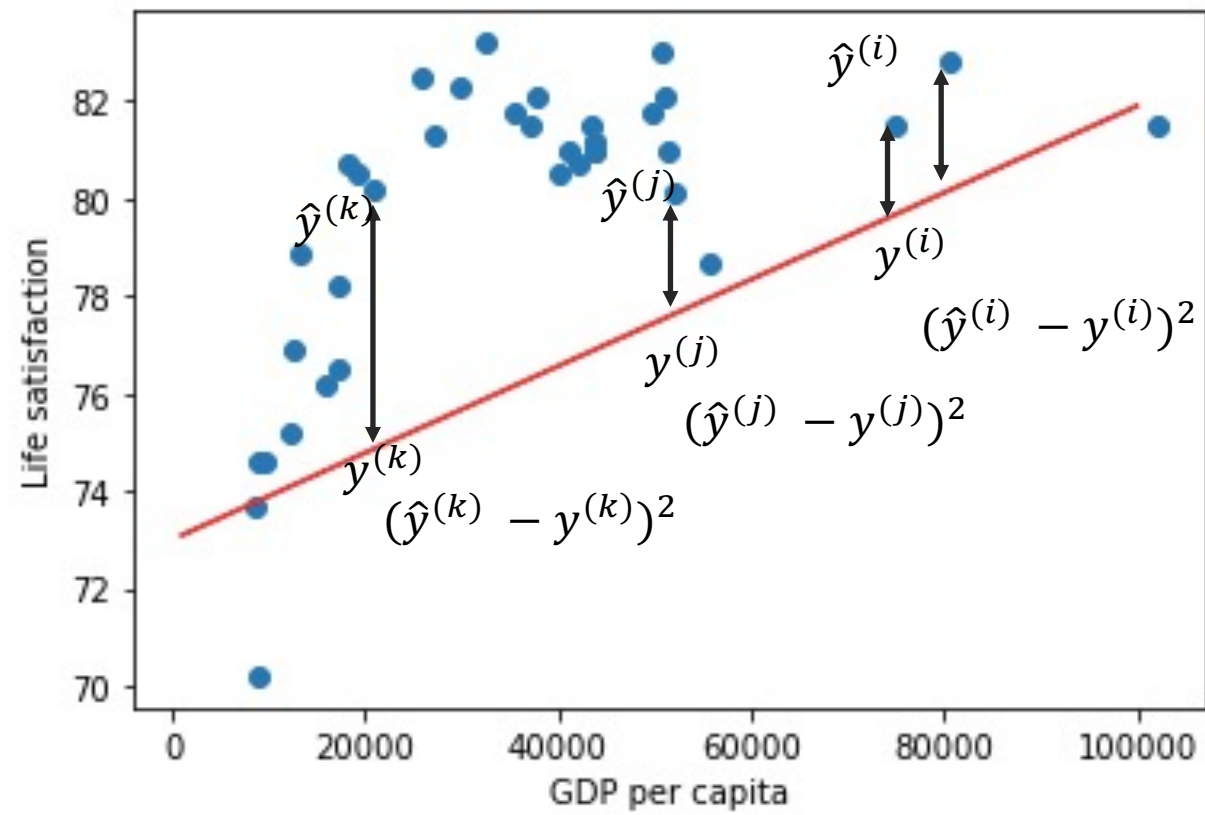 82
80
78
76
74
72
70
0 20000 40000 60000 80000 100000
GDP per capita
Life satisfaction
ŷ⁽ⁱ⁾
ŷ⁽ʲ⁾
ŷ⁽ᵏ⁾
y⁽ⁱ⁾
(ŷ⁽ⁱ⁾ − y⁽ⁱ⁾)²
y⁽ʲ⁾
(ŷ⁽ʲ⁾ − y⁽ʲ⁾)²
y⁽ᵏ⁾
(ŷ⁽ᵏ⁾ − y⁽ᵏ⁾)²